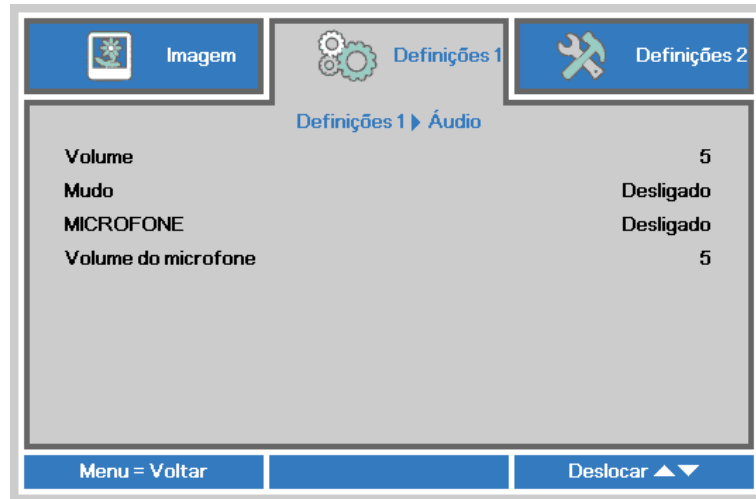 Imagem
Definições 1
Definições 2
Definições 1 Áudio
Volume 5
Mudo Desligado
MICROFONE Desligado
Volume do microfone 5
Menu = Voltar
Deslocar